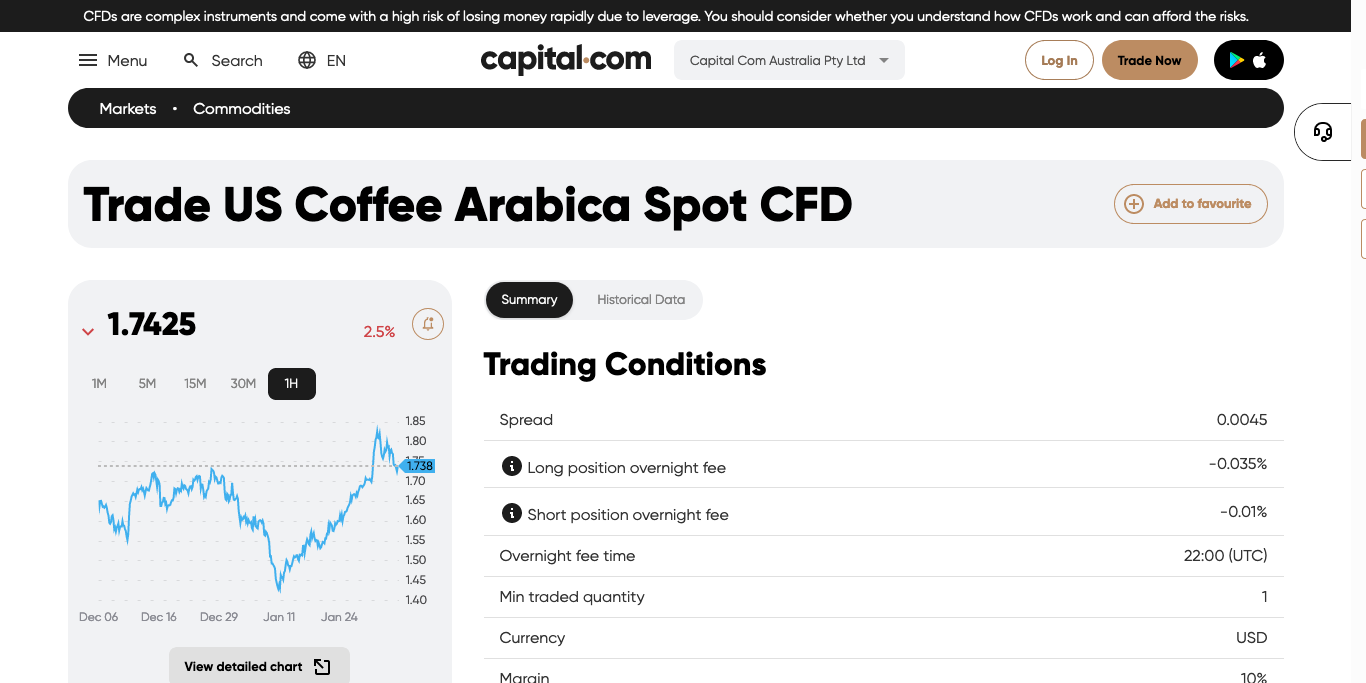 CFDs are complex instruments and come with a high risk of losing money rapidly due to leverage. You should consider whether you understand how CFDs work and can afford the risks.
Menu Search EN capital.com Capital Com Australia Pty Ltd Log In Trade Now
Markets • Commodities
Trade US Coffee Arabica Spot CFD
Add to favourite
1.7425 2.5%
1M 5M 15M 30M 1H
1.85
1.80
1.75
1.738
1.70
1.65
1.60
1.55
1.50
1.45
1.40
Dec 06 Dec 16 Dec 29 Jan 11 Jan 24
View detailed chart
Summary Historical Data
Trading Conditions
Spread 0.0045
Long position overnight fee -0.035%
Short position overnight fee -0.01%
Overnight fee time 22:00 (UTC)
Min traded quantity 1
Currency USD
Margin 10%